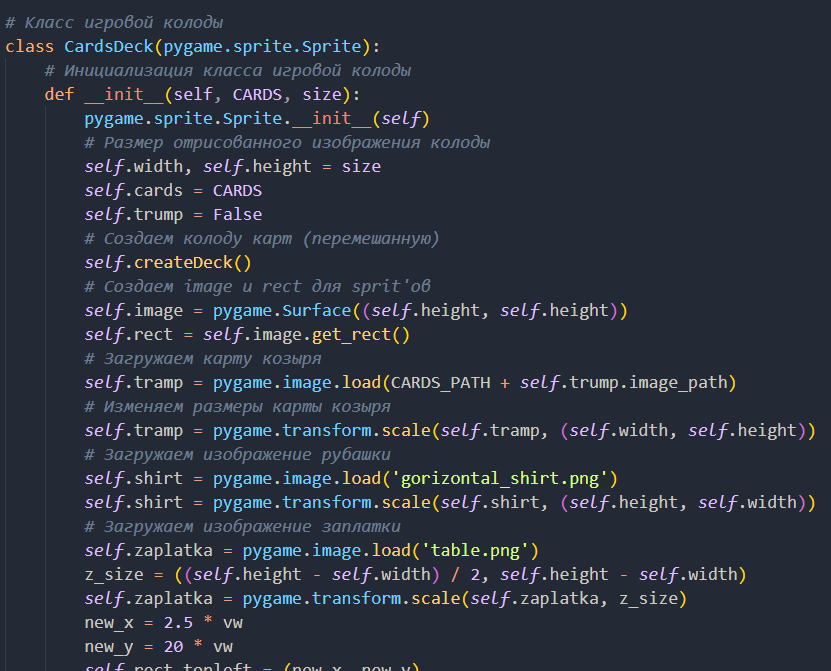 # Класс игровой колоды
class CardsDeck(pygame.sprite.Sprite):
    # Инициализация класса игровой колоды
    def __init__(self, CARDS, size):
        pygame.sprite.Sprite.__init__(self)
        # Размер отрисованного изображения колоды
        self.width, self.height = size
        self.cards = CARDS
        self.trump = False
        # Создаем колоду карт (перемешанную)
        self.createDeck()
        # Создаем image и rect для sprit'ов
        self.image = pygame.Surface((self.height, self.height))
        self.rect = self.image.get_rect()
        # Загружаем карту козыря
        self.tramp = pygame.image.load(CARDS_PATH + self.trump.image_path)
        # Изменяем размеры карты козыря
        self.tramp = pygame.transform.scale(self.tramp, (self.width, self.height))
        # Загружаем изображение рубашки
        self.shirt = pygame.image.load('gorizontal_shirt.png')
        self.shirt = pygame.transform.scale(self.shirt, (self.height, self.width))
        # Загружаем изображение заплатки
        self.zaplatka = pygame.image.load('table.png')
        z_size = ((self.height - self.width) / 2, self.height - self.width)
        self.zaplatka = pygame.transform.scale(self.zaplatka, z_size)
        new_x = 2.5 * vw
        new_y = 20 * vw
        self.rect.topleft = (new_x, new_y)